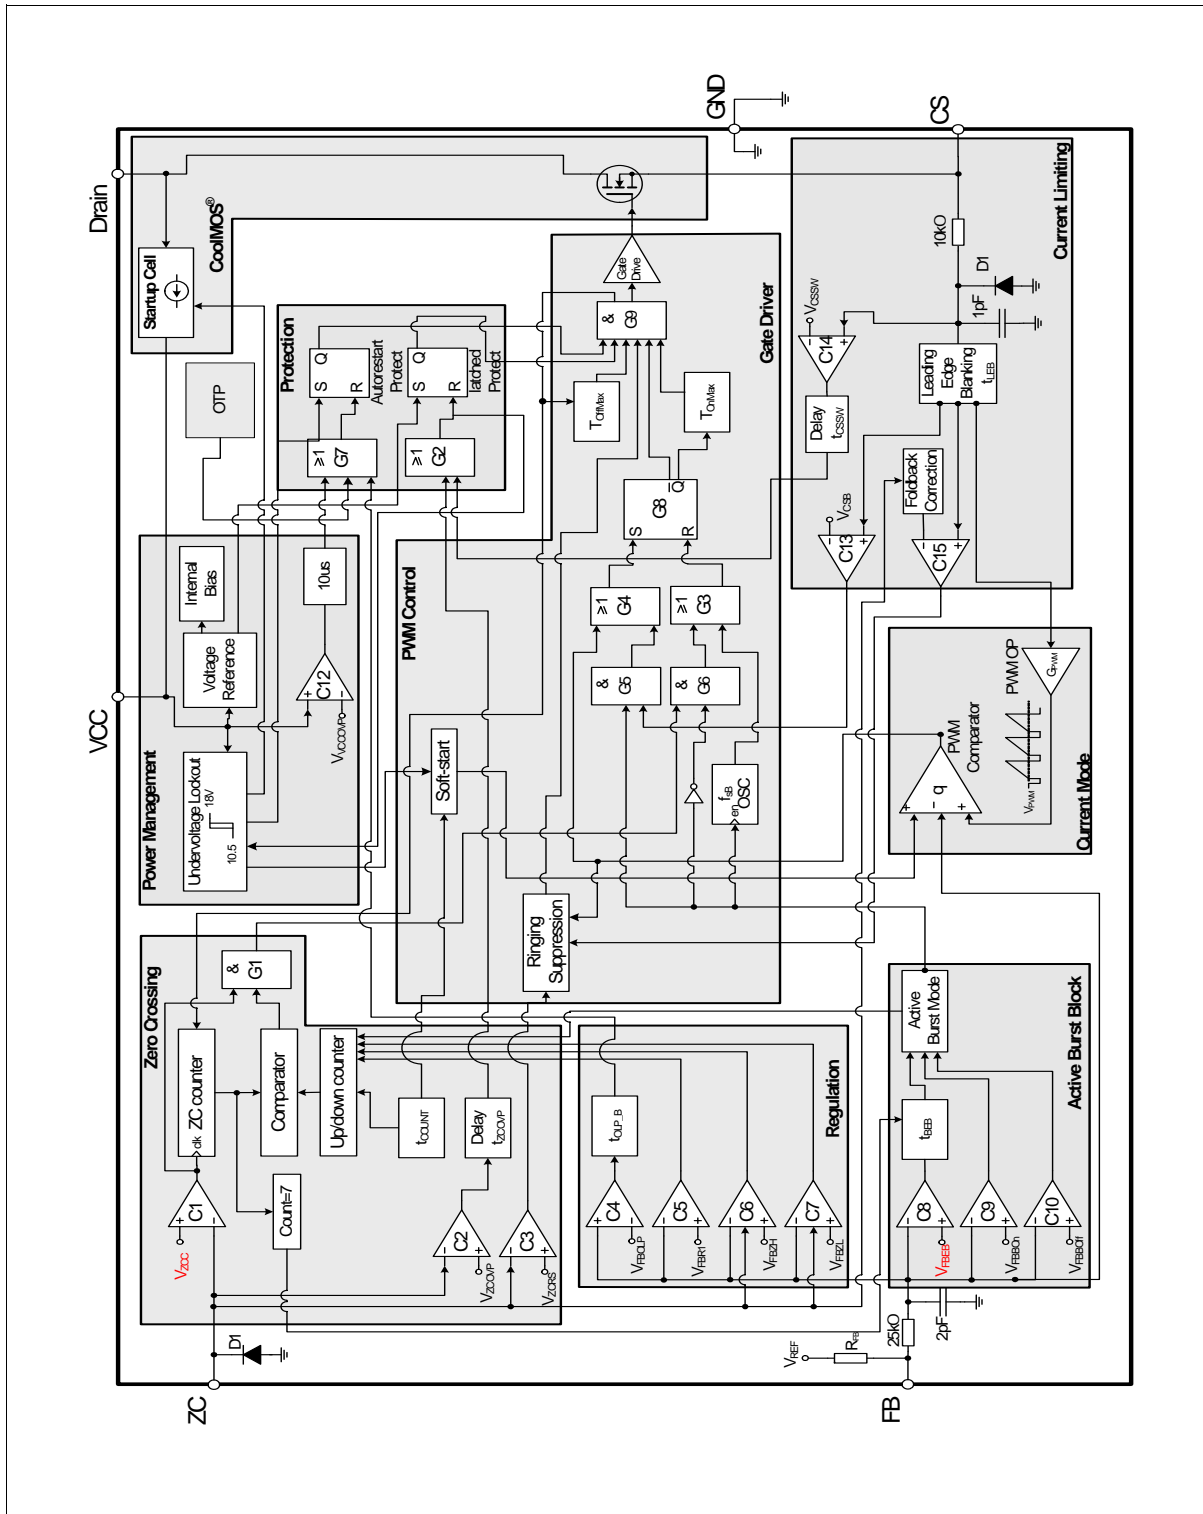 ZC
VCC
Drain
GND
CS
FB
Zero Crossing
D1
V_ZCC
C1
clk
ZC counter
Comparator
Up/down counter
&
G1
Count=7
t_COUNT
C2
V_ZCOVP
Delay
t_ZCOVP
C3
V_ZCRS
Power Management
Undervoltage Lockout
18V
10.5
Voltage
Reference
Internal
Bias
C12
V_VCCOVP
10us
OTP
Startup Cell
CoolMOS®
Protection
≥1
G7
S Q
R
Autorestart
Protect
≥1
G2
S Q
R
latched
Protect
PWM Control
Soft-start
Ringing
Suppression
&
G5
&
G6
≥1
G4
≥1
G3
en
f_sB
OSC
S
R
G8
Q
T_OffMax
T_OnMax
&
G9
Gate
Drive
Gate Driver
Regulation
C4
V_FBOLP
t_OLP_B
C5
V_FBR1
C6
V_FBZH
C7
V_FBZL
Active Burst Block
C8
V_FBEB
t_BEB
C9
V_FBBOn
C10
V_FBBOff
Active
Burst Mode
V_REF
R_FB
25kΩ
2pF
Current Mode
PWM
Comparator
q
V_PWM
PWM OP
G_PWM
Current Limiting
C13
V_CSB
C14
V_CSSW
Delay
t_CSSW
C15
Foldback
Correction
Leading
Edge
Blanking
t_LEB
1pF
D1
10kΩ